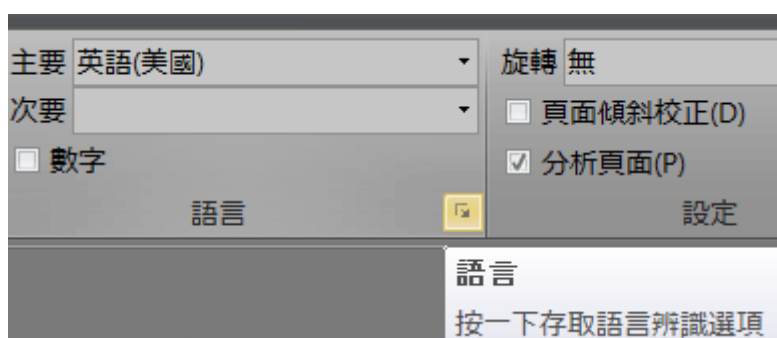 主要 英語(美國) 旋轉 無
次要 頁面傾斜校正(D)
數字 分析頁面(P)
語言 設定
語言
按一下存取語言辨識選項